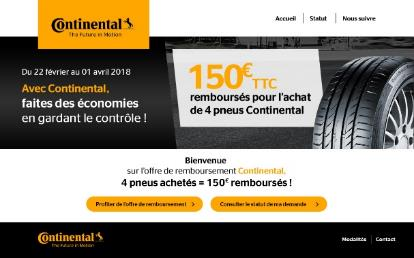 Continental
The Future in Motion
Accueil
Statut
Nous suivre
Du 22 février au 01 avril 2018
Avec Continental,
faites des économies
en gardant le contrôle !
150€ TTC
remboursés pour l'achat
de 4 pneus Continental
Bienvenue
sur l'offre de remboursement Continental,
4 pneus achetés = 150€ remboursés !
Profiter de l'offre de remboursement >
Consulter le statut de ma demande >
Continental
The Future in Motion
Modalités
Contact